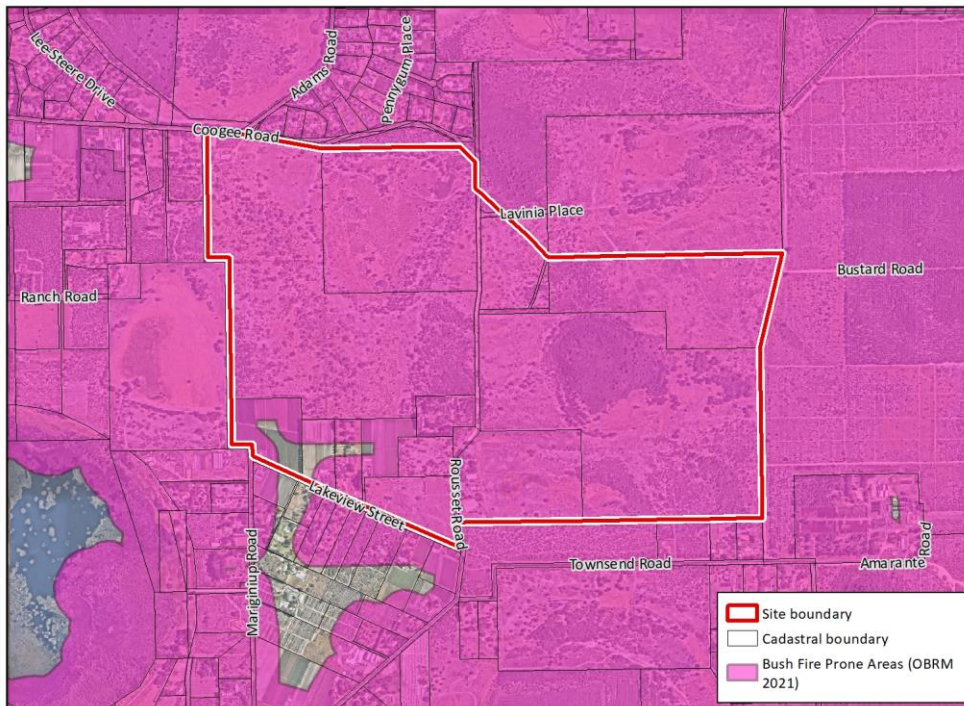 Lee-Steere Drive
Adams Road
Pennygum Place
Coogee Road
Lavinia Place
Bustard Road
Ranch Road
Lakeview Street
Rousset Road
Mariginiup Road
Townsend Road
Amarante Road
Site boundary
Cadastral boundary
Bush Fire Prone Areas (OBRM
2021)